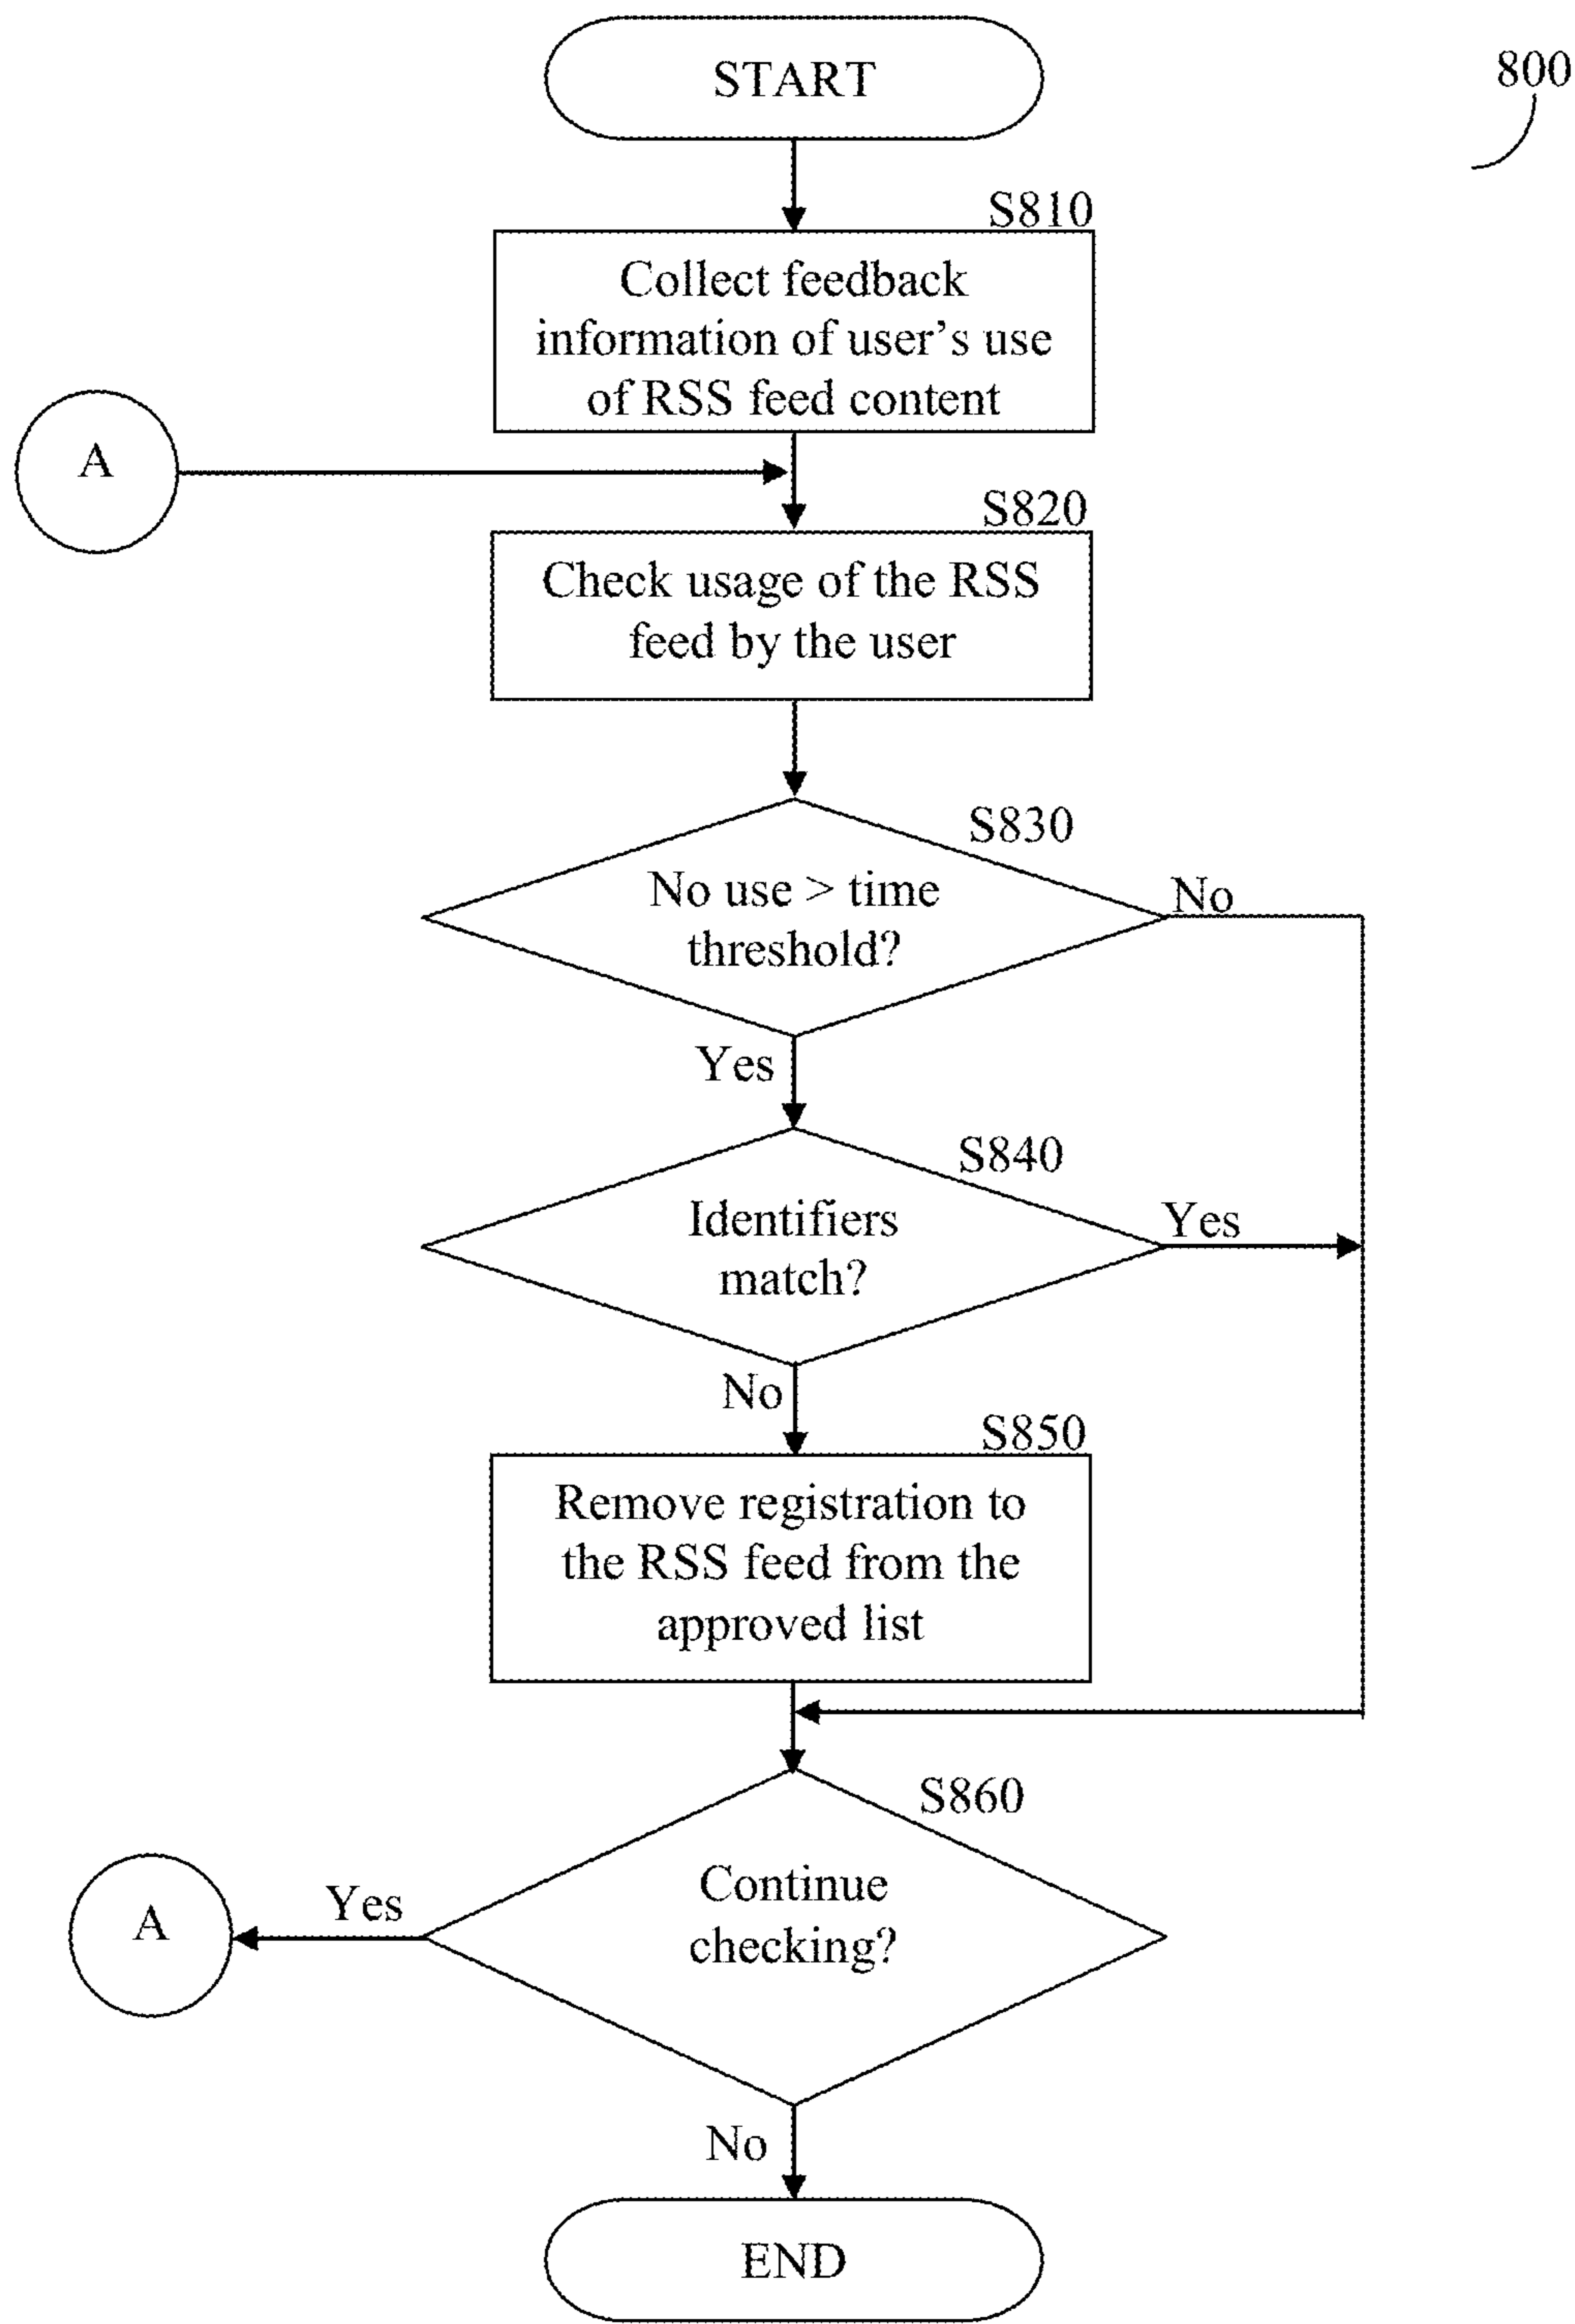 START
800
S810
Collect feedback
information of user's use
of RSS feed content
A
S820
Check usage of the RSS
feed by the user
S830
No use > time
threshold?
No
Yes
S840
Identifiers
match?
Yes
No
S850
Remove registration to
the RSS feed from the
approved list
S860
Continue
checking?
Yes
A
No
END